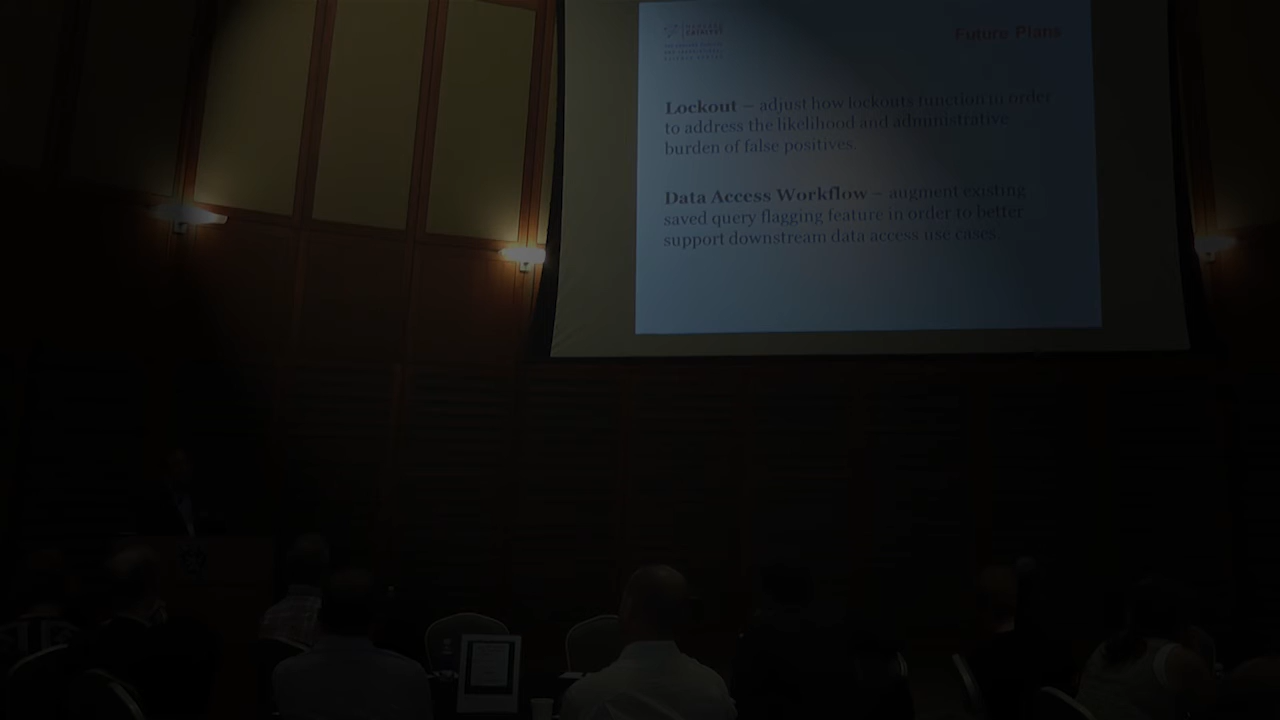 HARVARD
CATALYST
Future Plans
Lockout – adjust how lockouts function in order
to address the likelihood and administrative
burden of false positives.
Data Access Workflow – augment existing
saved query flagging feature in order to better
support downstream data access use cases.